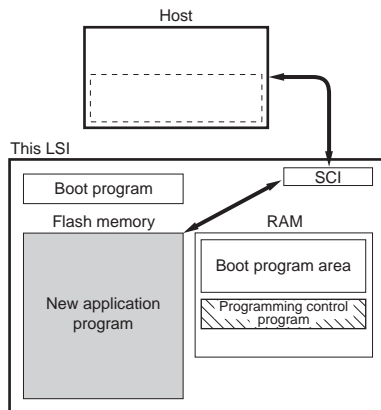 Host
This LSI
SCI
Boot program
Flash memory
RAM
Boot program area
New application
program
Programming control
program